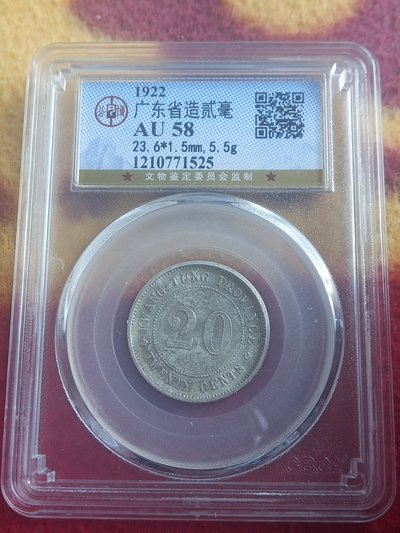 1922
广东省造贰毫
AU 58
23.6*1.5mm,5.5g
1210771525
★ 文物鉴定委员会监制 ★
KWANG-TUNG PROVINCE
20
TWENTY CENTS